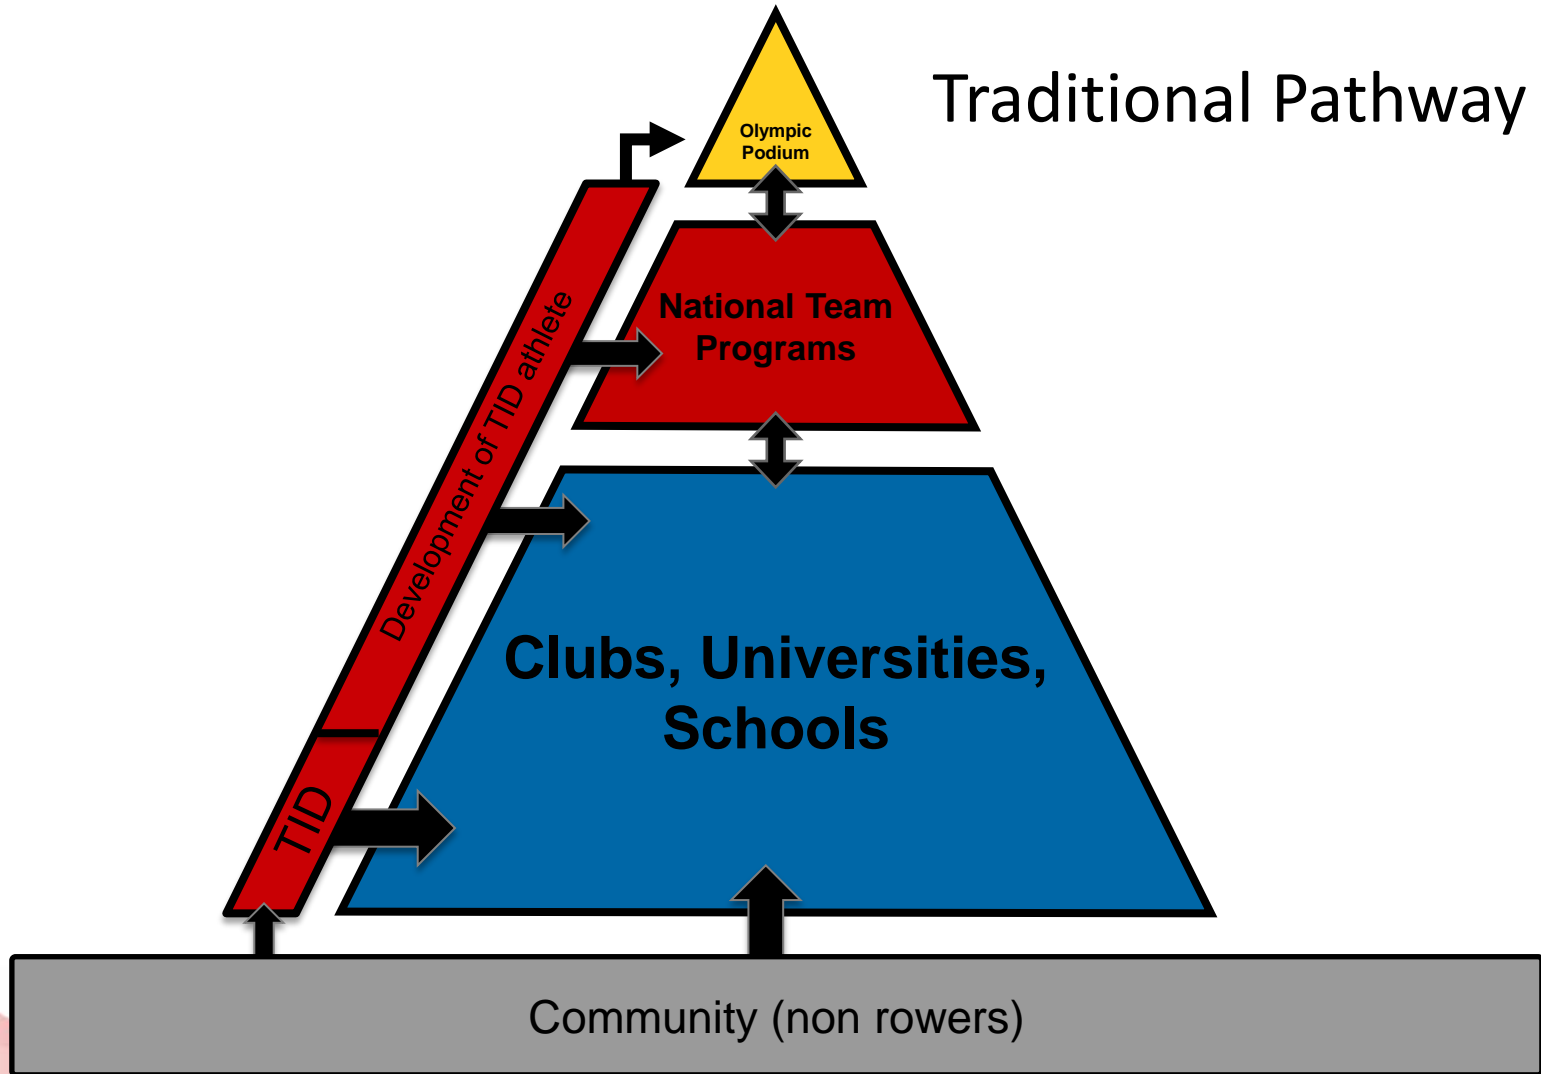 Traditional Pathway
Olympic
Podium
National Team
Programs
Development of TID athlete
Clubs, Universities,
Schools
TID
Community (non rowers)